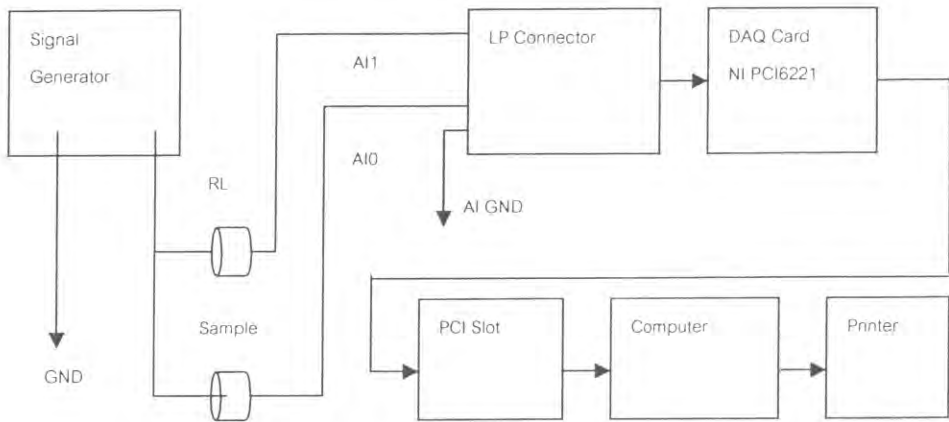 Signal
Generator
LP Connector
DAQ Card
NI PCI6221
AI1
AI0
RL
AI GND
Sample
GND
PCI Slot
Computer
Printer